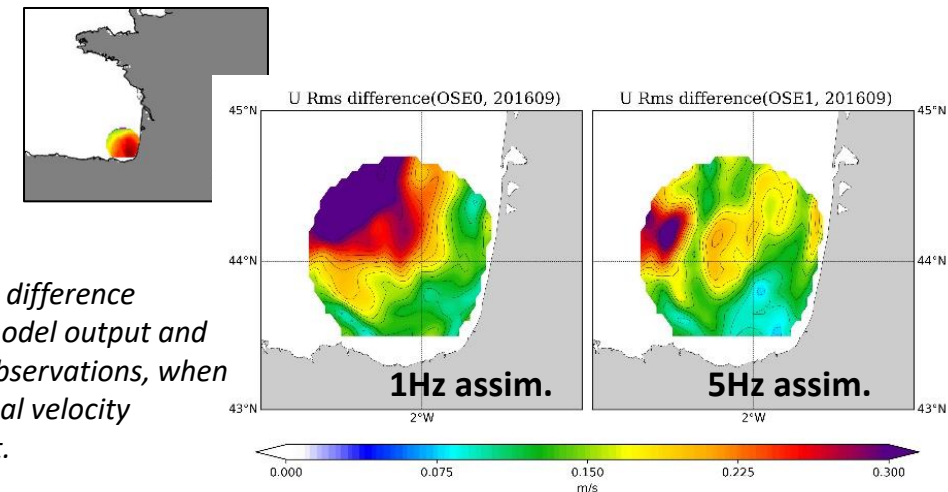 U Rms difference(OSE0, 201609)
U Rms difference(OSE1, 201609)
45°N
45°N
44°N
44°N
43°N
43°N
2°W
2°W
1Hz assim.
5Hz assim.
difference
odel output and
bservations, when
al velocity
t.
0.000
0.075
0.150
0.225
0.300
m/s